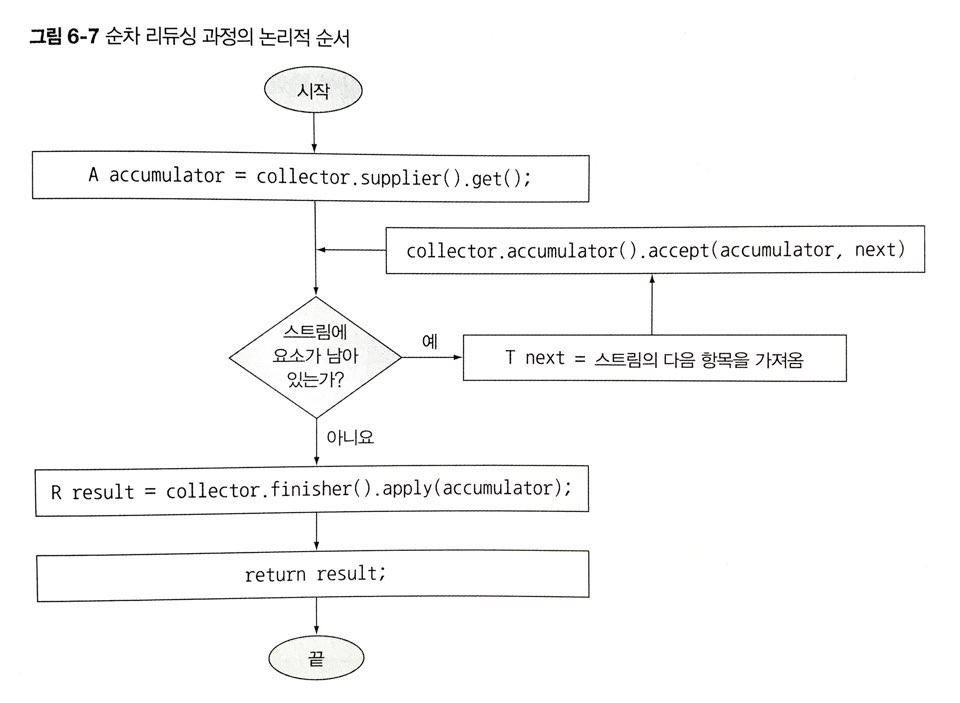 그림 6-7 순차 리듀싱 과정의 논리적 순서
시작
A accumulator = collector.supplier().get();
collector.accumulator().accept(accumulator, next)
스트림에
요소가 남아
있는가?
예
T next = 스트림의 다음 항목을 가져옴
아니요
R result = collector.finisher().apply(accumulator);
return result;
끝